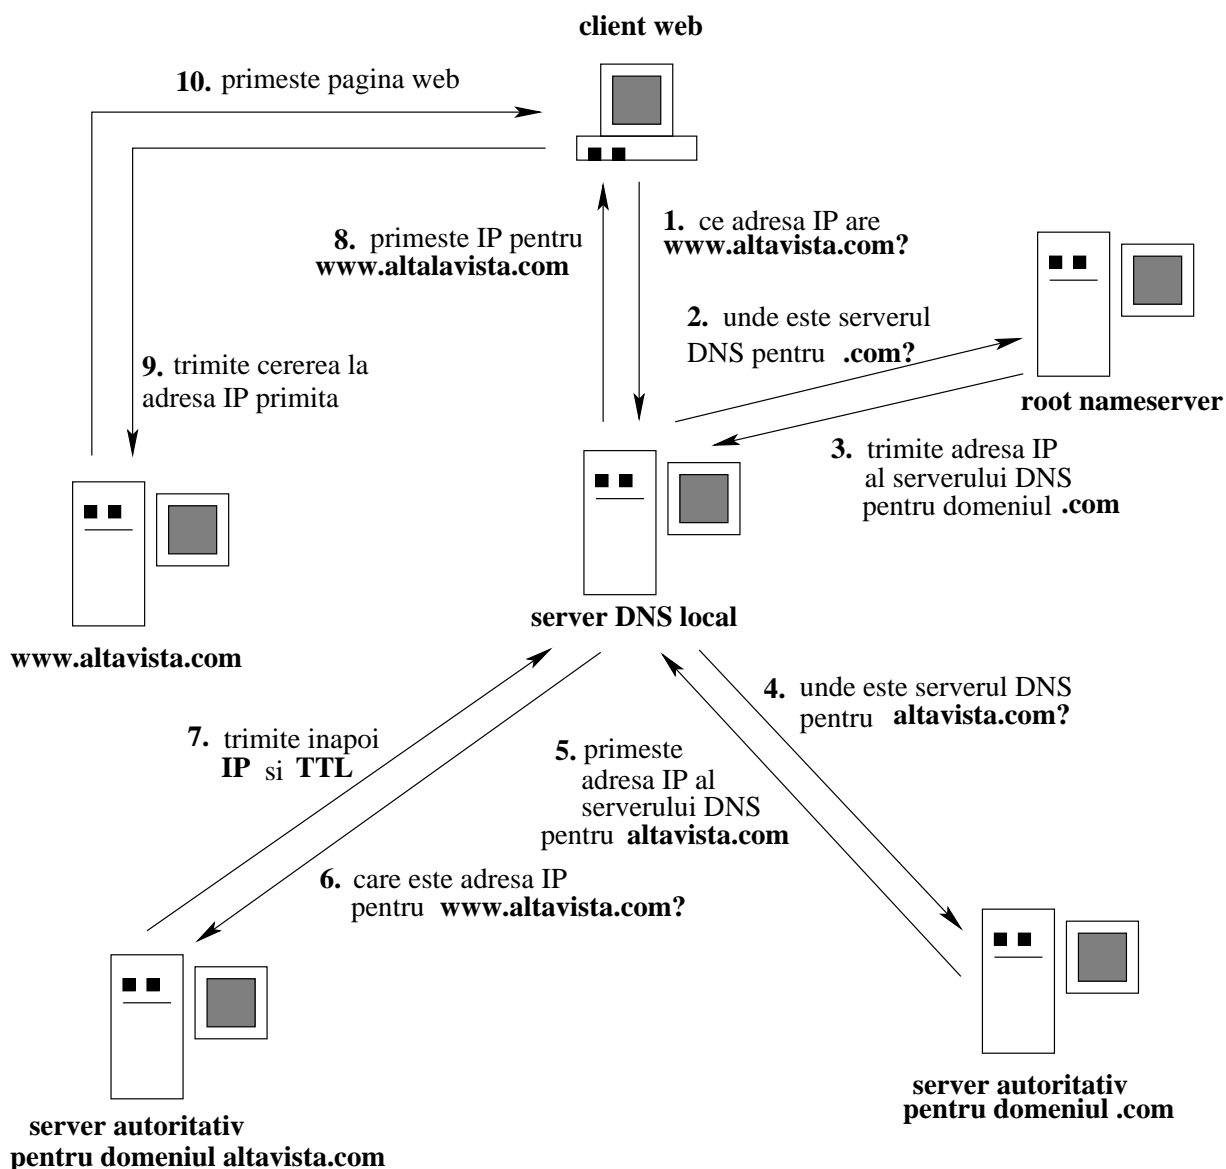 client web
10. primeste pagina web
1. ce adresa IP are
www.altavista.com?
8. primeste IP pentru
www.altalavista.com
2. unde este serverul
DNS pentru .com?
9. trimite cererea la
adresa IP primita
root nameserver
3. trimite adresa IP
al serverului DNS
pentru domeniul .com
server DNS local
www.altavista.com
4. unde este serverul DNS
pentru altavista.com?
7. trimite inapoi
IP si TTL
5. primeste
adresa IP al
serverului DNS
pentru altavista.com
6. care este adresa IP
pentru www.altavista.com?
server autoritativ
pentru domeniul .com
server autoritativ
pentru domeniul altavista.com